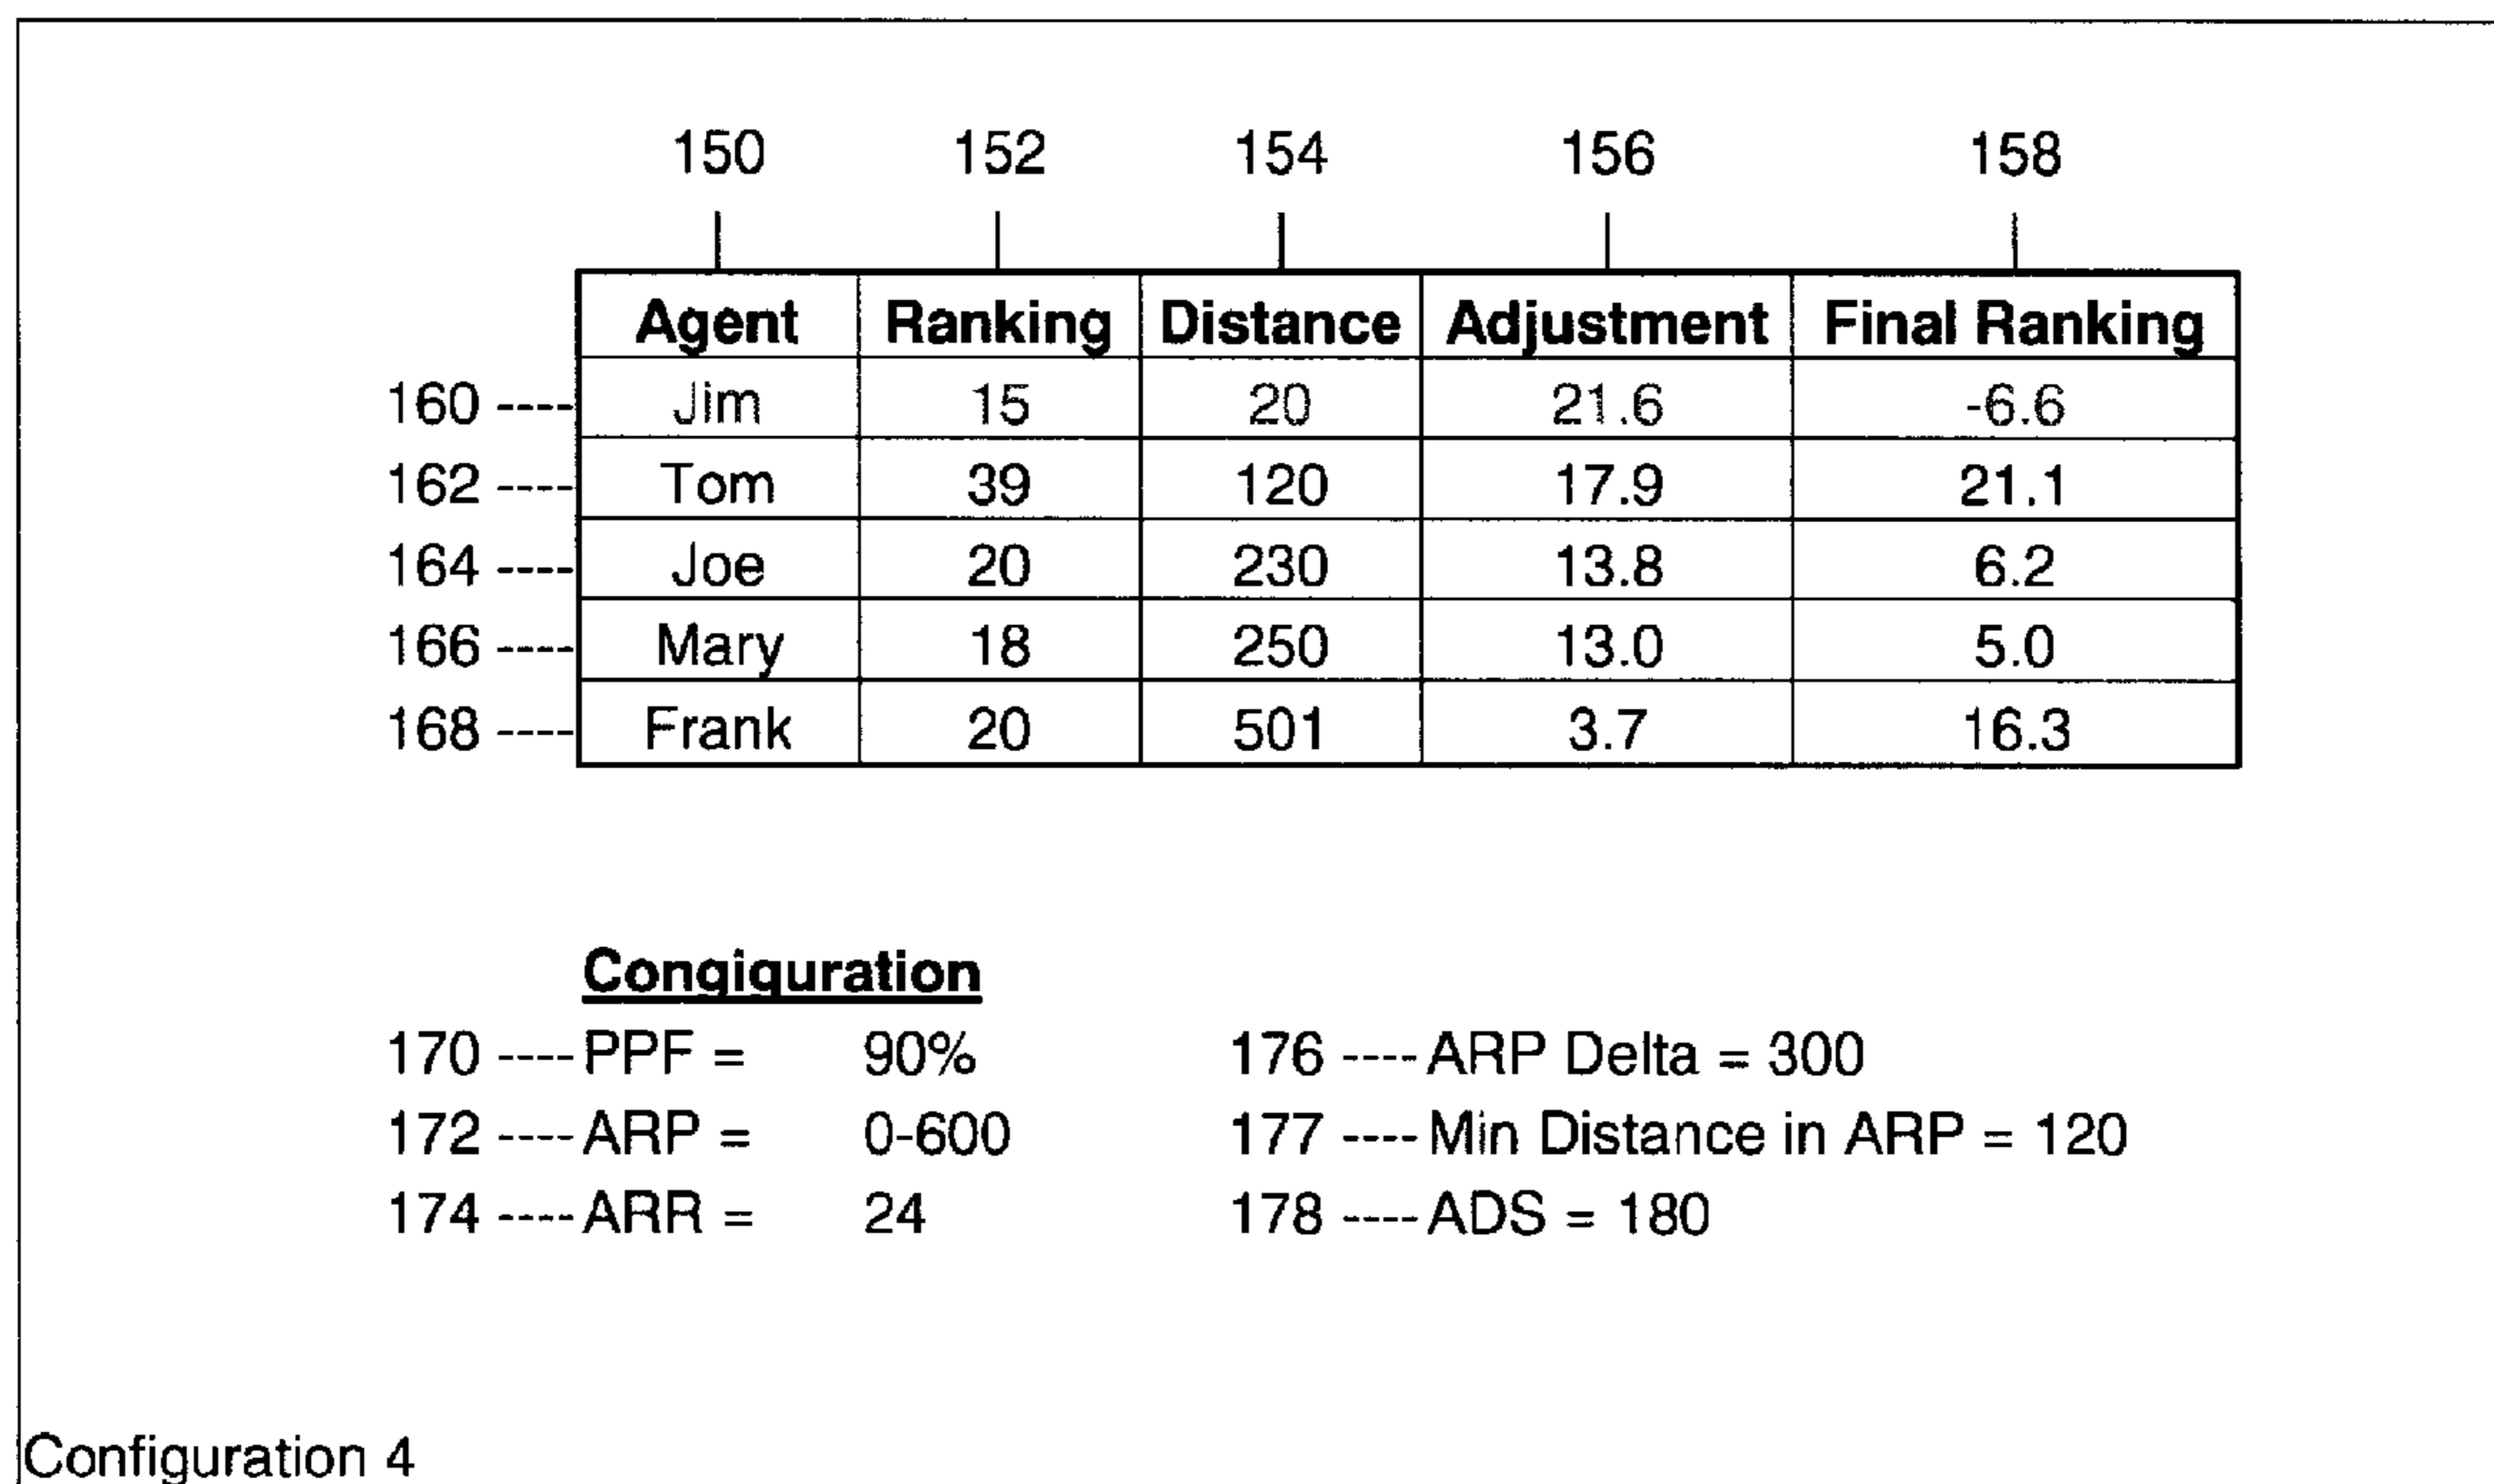 150 152 154 156 158
Agent Ranking Distance Adjustment Final Ranking
160 ---- Jim 15 20 21.6 -6.6
162 ---- Tom 39 120 17.9 21.1
164 ---- Joe 20 230 13.8 6.2
166 ---- Mary 18 250 13.0 5.0
168 ---- Frank 20 501 3.7 16.3
Congiguration
170 ---- PPF = 90% 176 ---- ARP Delta = 300
172 ---- ARP = 0-600 177 ---- Min Distance in ARP = 120
174 ---- ARR = 24 178 ---- ADS = 180
Configuration 4